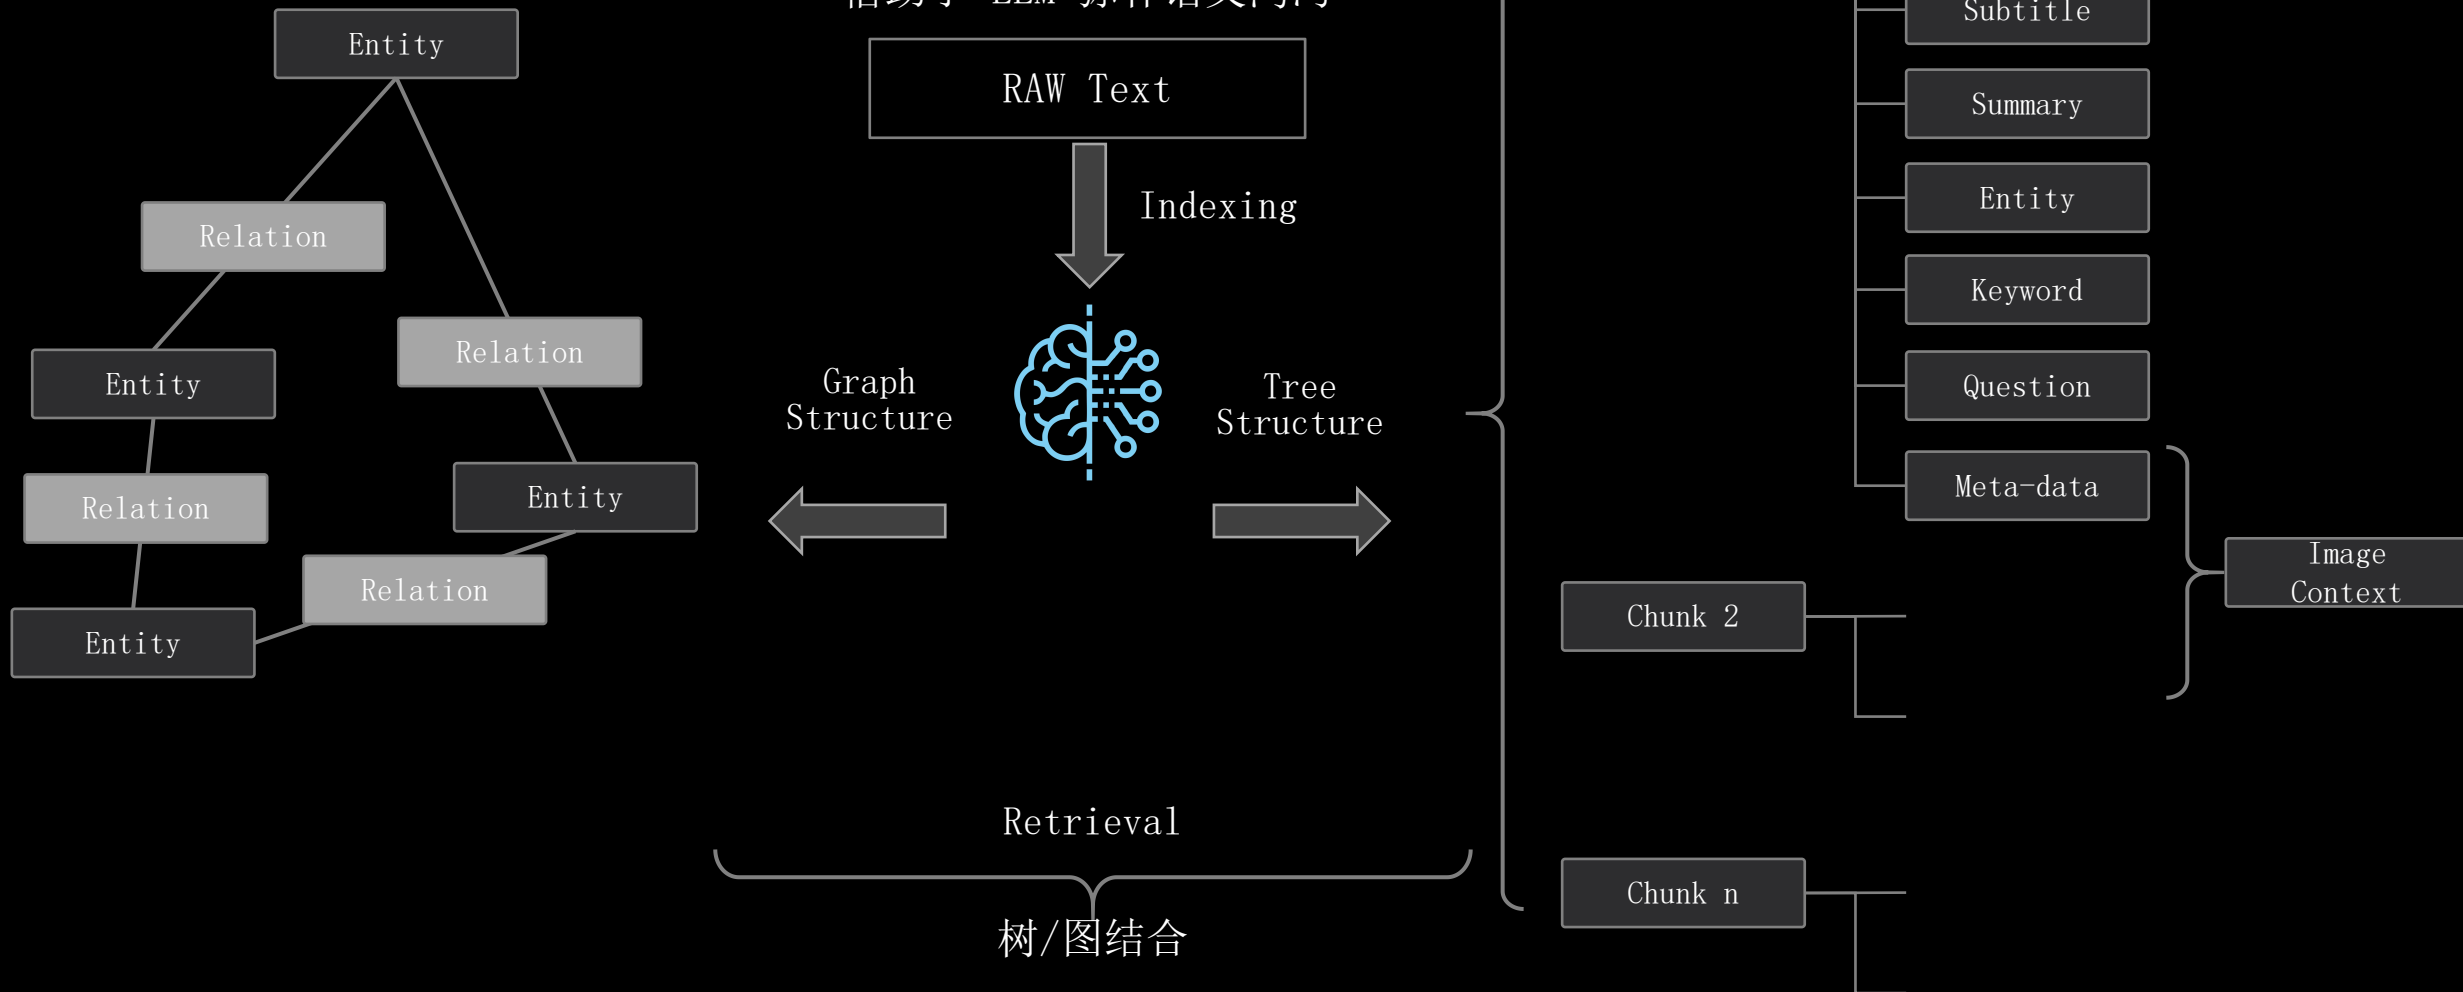 Entity
Relation
Relation
Entity
Entity
Relation
Relation
Entity
LLM
RAW Text
Indexing
Graph
Structure
Tree
Structure
Retrieval
树/图结合
Subtitle
Summary
Entity
Keyword
Question
Meta-data
Chunk 2
Chunk n
Image
Context